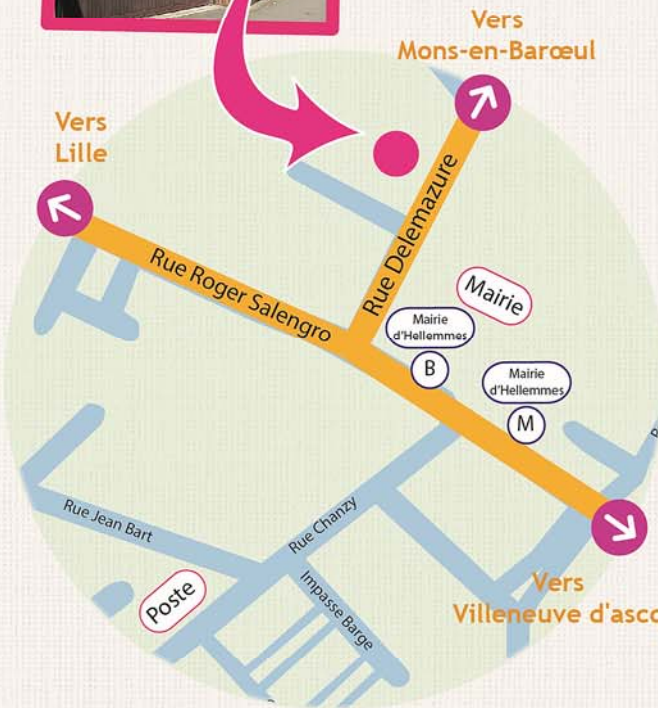 Vers
Mons-en-Barœul
Vers
Lille
Rue Delemazure
Rue Roger Salengro
Mairie
Mairie
d'Hellemmes
B
Mairie
d'Hellemmes
M
Rue Jean Bart
Rue Chanzy
Poste
Impasse Barge
Vers
Villeneuve d'asco